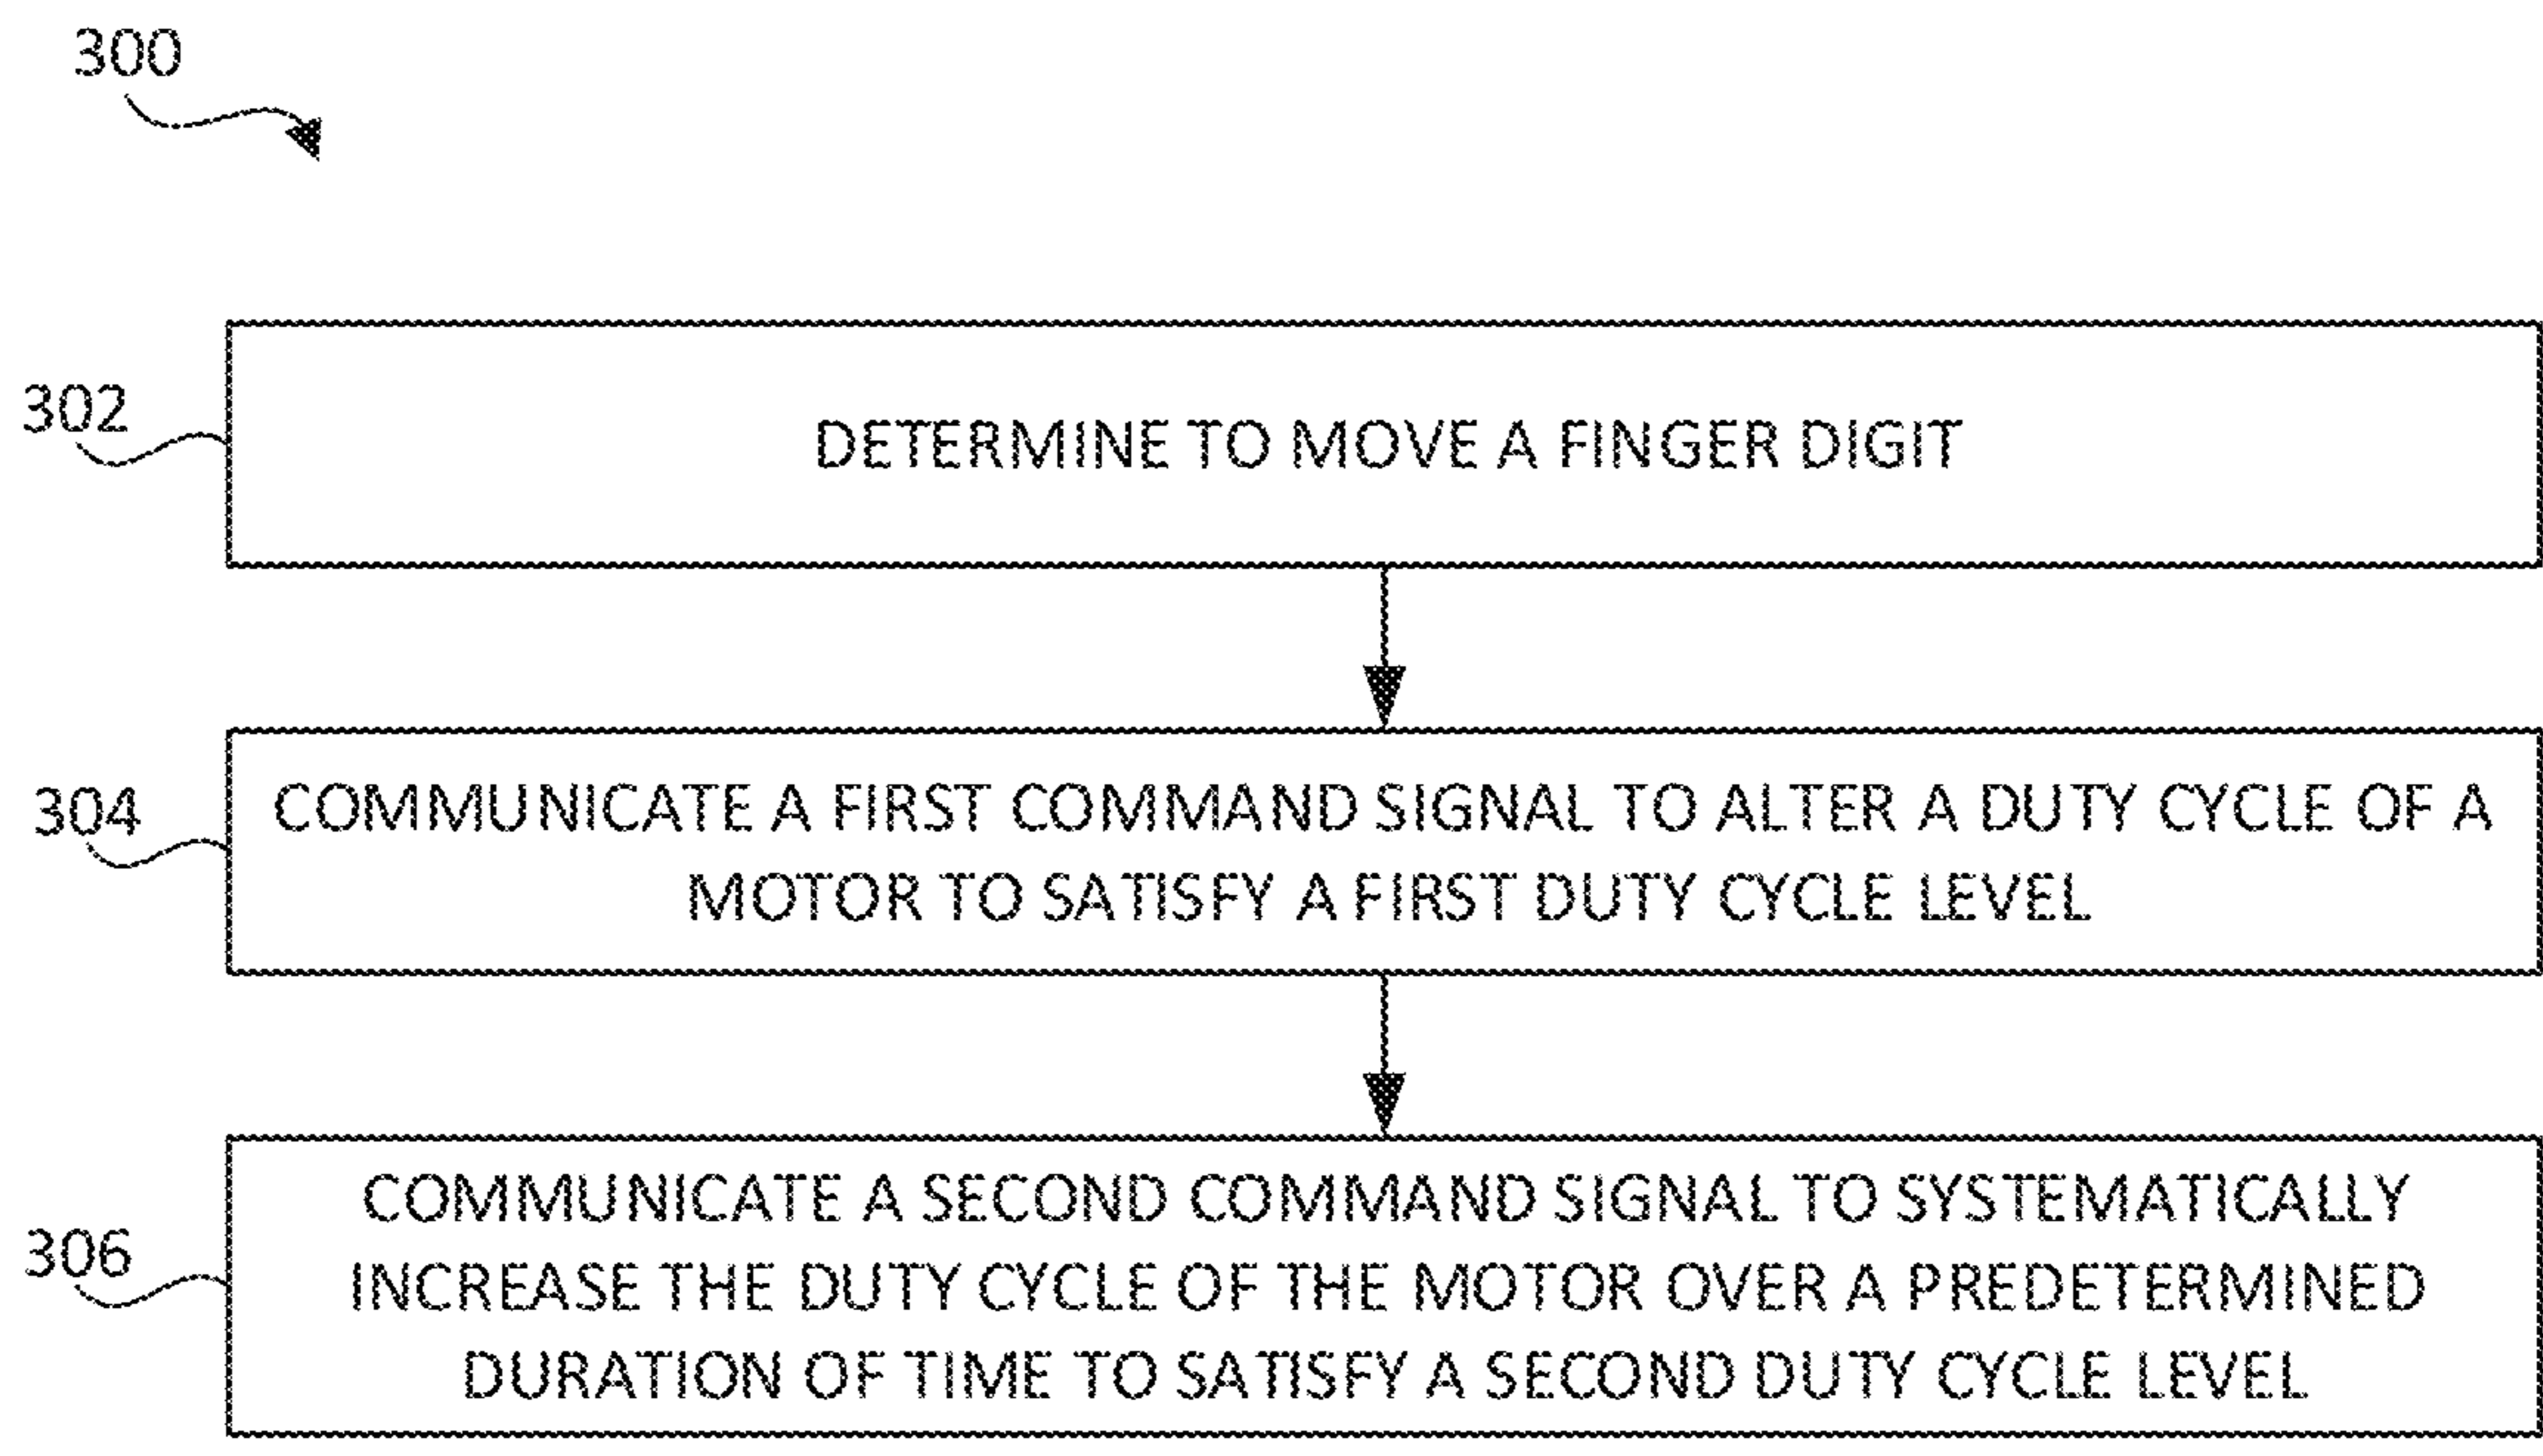 300
302
DETERMINE TO MOVE A FINGER DIGIT
304
COMMUNICATE A FIRST COMMAND SIGNAL TO ALTER A DUTY CYCLE OF A
MOTOR TO SATISFY A FIRST DUTY CYCLE LEVEL
306
COMMUNICATE A SECOND COMMAND SIGNAL TO SYSTEMATICALLY
INCREASE THE DUTY CYCLE OF THE MOTOR OVER A PREDETERMINED
DURATION OF TIME TO SATISFY A SECOND DUTY CYCLE LEVEL